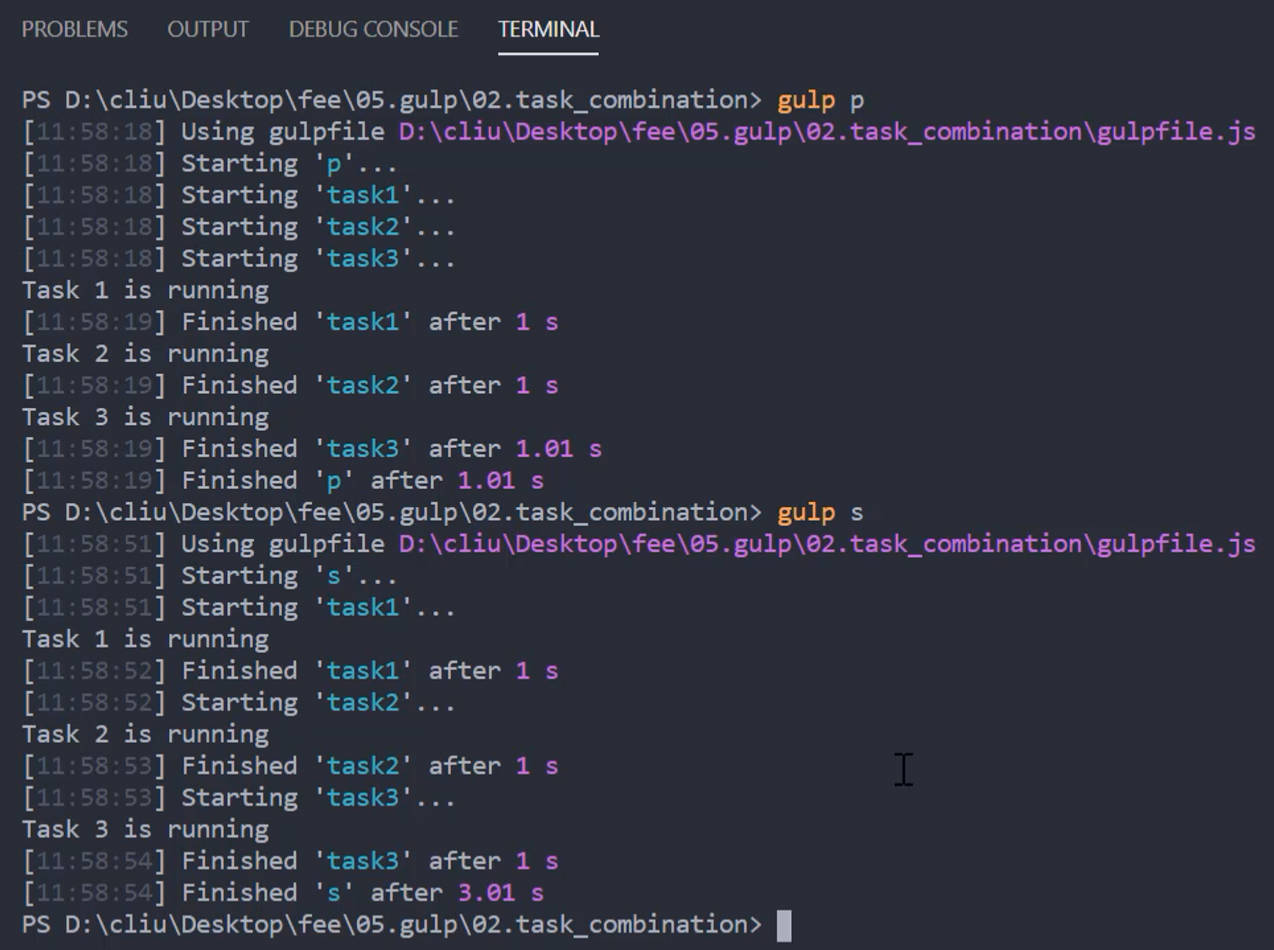 PROBLEMS OUTPUT DEBUG CONSOLE TERMINAL
PS D:\cliu\Desktop\fee\05.gulp\02.task_combination> gulp p
[11:58:18] Using gulpfile D:\cliu\Desktop\fee\05.gulp\02.task_combination\gulpfile.js
[11:58:18] Starting 'p'...
[11:58:18] Starting 'task1'...
[11:58:18] Starting 'task2'...
[11:58:18] Starting 'task3'...
Task 1 is running
[11:58:19] Finished 'task1' after 1 s
Task 2 is running
[11:58:19] Finished 'task2' after 1 s
Task 3 is running
[11:58:19] Finished 'task3' after 1.01 s
[11:58:19] Finished 'p' after 1.01 s
PS D:\cliu\Desktop\fee\05.gulp\02.task_combination> gulp s
[11:58:51] Using gulpfile D:\cliu\Desktop\fee\05.gulp\02.task_combination\gulpfile.js
[11:58:51] Starting 's'...
[11:58:51] Starting 'task1'...
Task 1 is running
[11:58:52] Finished 'task1' after 1 s
[11:58:52] Starting 'task2'...
Task 2 is running
[11:58:53] Finished 'task2' after 1 s
[11:58:53] Starting 'task3'...
Task 3 is running
[11:58:54] Finished 'task3' after 1 s
[11:58:54] Finished 's' after 3.01 s
PS D:\cliu\Desktop\fee\05.gulp\02.task_combination>